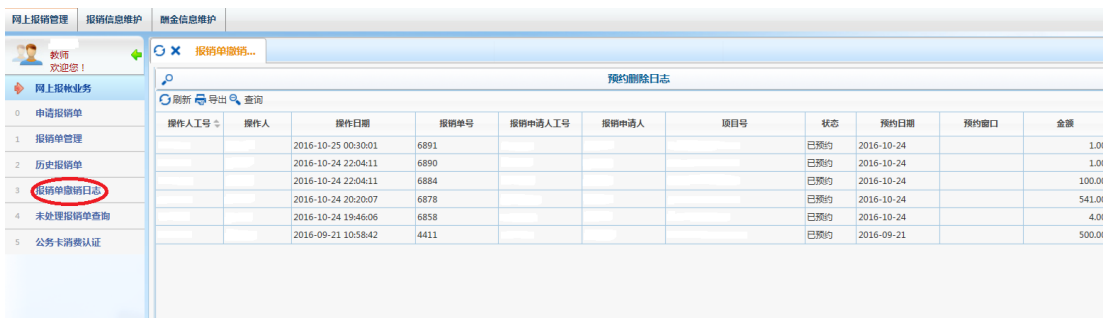 网上报销管理 报销信息维护 酬金信息维护
教师
欢迎您！
报销单撤销...
网上报帐业务
0 申请报销单
1 报销单管理
2 历史报销单
3 报销单撤销日志
4 未处理报销单查询
5 公务卡消费认证
预约删除日志
刷新 导出 查询
操作人工号 操作人 操作日期 报销单号 报销申请人工号 报销申请人 项目号 状态 预约日期 预约窗口 金额
2016-10-25 00:30:01 6891 已预约 2016-10-24 1.00
2016-10-24 22:04:11 6890 已预约 2016-10-24 1.00
2016-10-24 22:04:11 6884 已预约 2016-10-24 100.00
2016-10-24 20:20:07 6878 已预约 2016-10-24 541.00
2016-10-24 19:46:06 6858 已预约 2016-10-24 4.00
2016-09-21 10:58:42 4411 已预约 2016-09-21 500.00